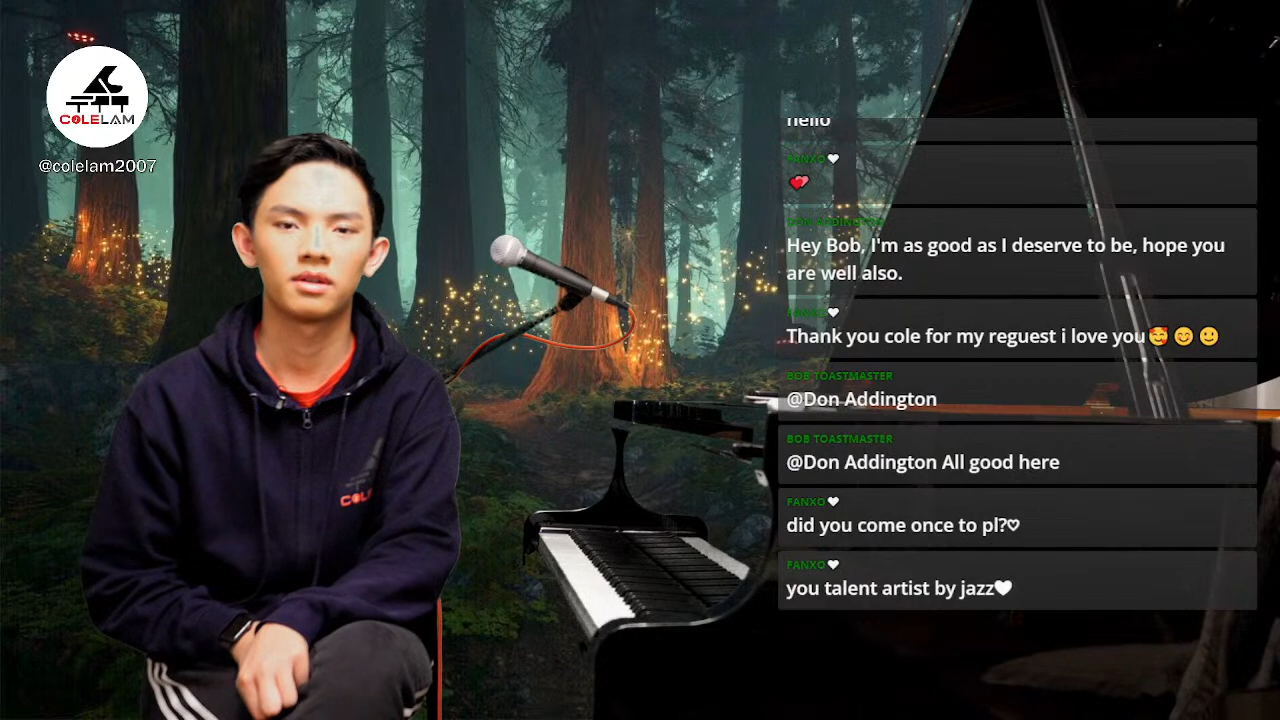 COLELAM
@colelam2007
hello
FANXO🤍
💕
DON ADDINGTON
Hey Bob, I'm as good as I deserve to be, hope you
are well also.
FANXO🤍
Thank you cole for my reguest i love you🥰 😊 🙂
BOB TOASTMASTER
@Don Addington
BOB TOASTMASTER
@Don Addington All good here
FANXO🤍
did you come once to pl?♡
FANXO🤍
you talent artist by jazz🤍